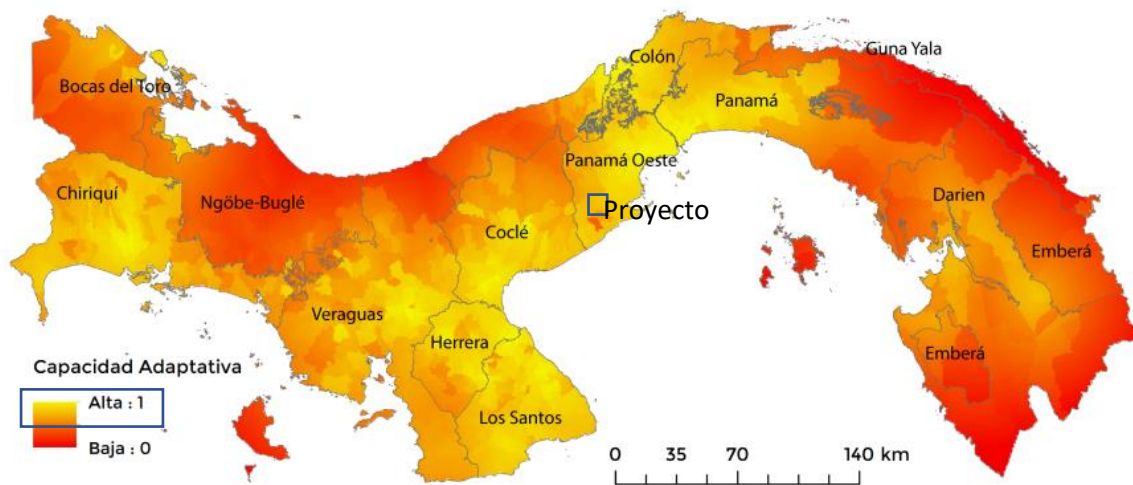 Guna Yala
Colón
Bocas del Toro
Panamá
Panamá Oeste
Chiriquí
Ngöbe-Buglé
Darien
Proyecto
Coclé
Emberá
Veraguas
Herrera
Emberá
Capacidad Adaptativa
Alta : 1
Los Santos
Baja : 0
0 35 70 140 km